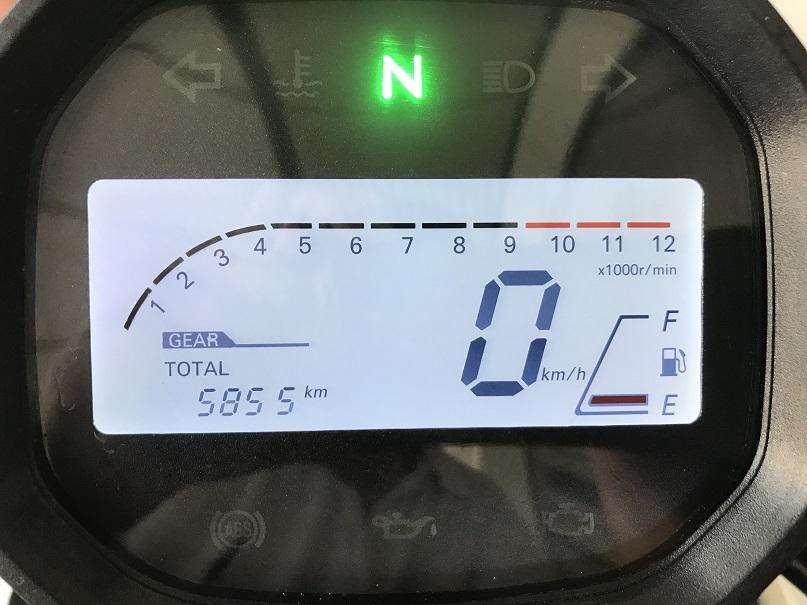 N
1 2 3 4 5 6 7 8 9 10 11 12
x1000r/min
GEAR
TOTAL
5855 km
0 km/h
F
E
ABS